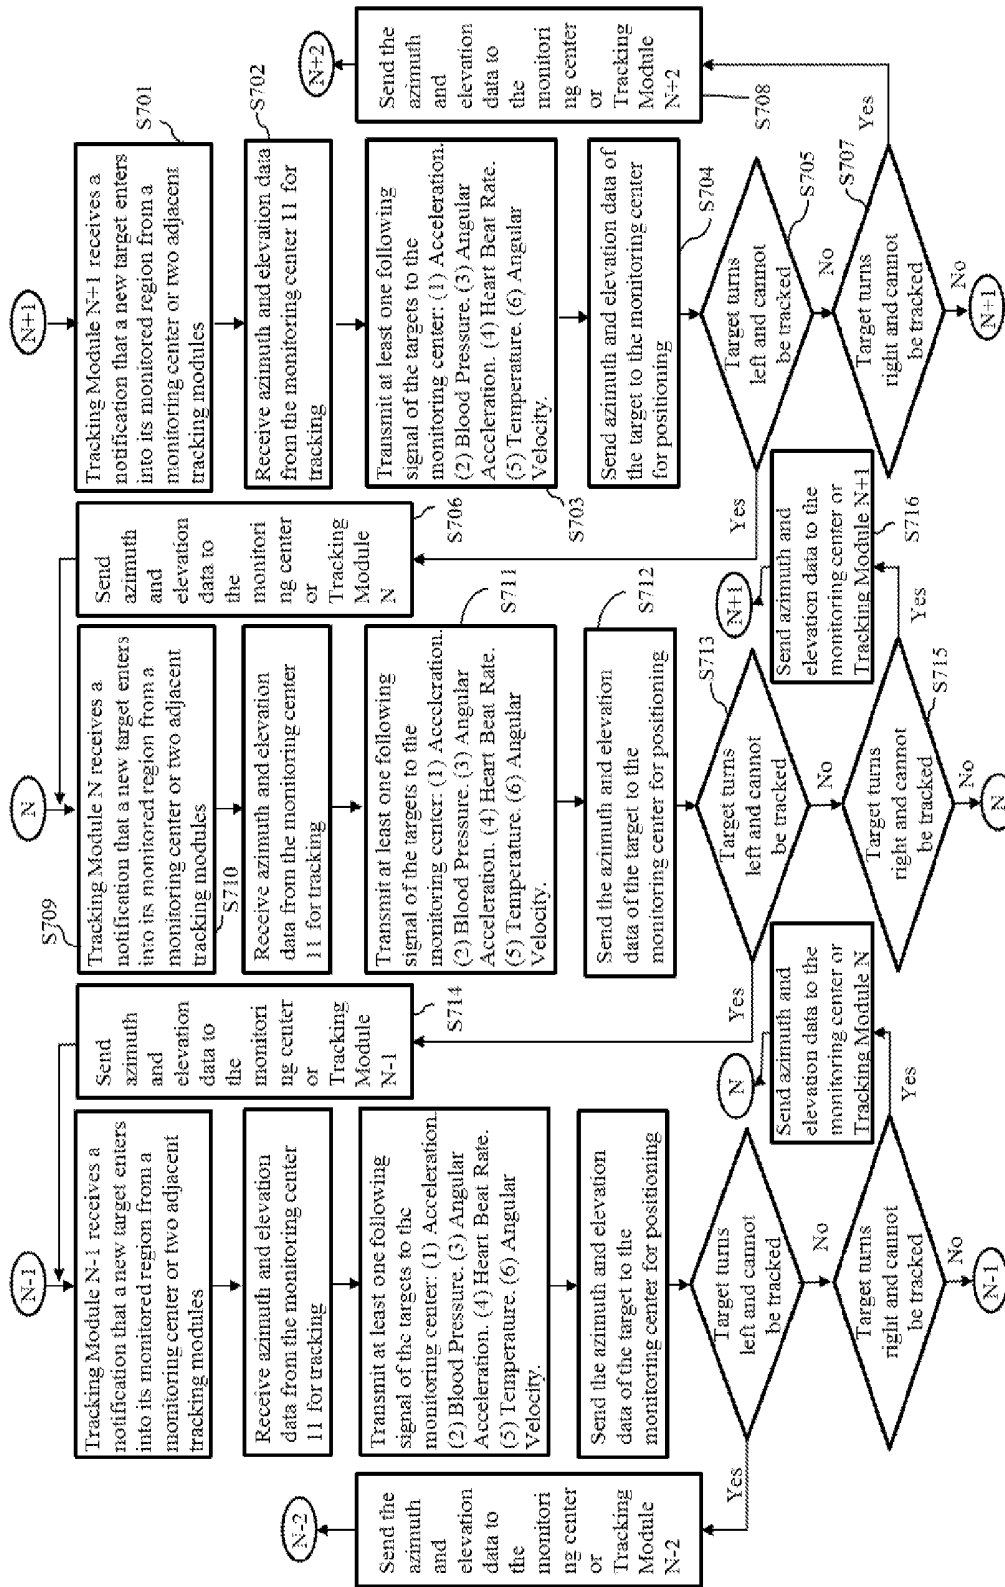 N-2
Send the
azimuth
and
elevation
data to
the
monitori
ng center
or
Tracking
Module
N-2
Yes
N-1
Tracking Module N-1 receives a
notification that a new target enters
into its monitored region from a
monitoring center or two adjacent
tracking modules
Receive azimuth and elevation
data from the monitoring center
11 for tracking
Transmit at least one following
signal of the targets to the
monitoring center: (1) Acceleration.
(2) Blood Pressure. (3) Angular
Acceleration. (4) Heart Beat Rate.
(5) Temperature. (6) Angular
Velocity.
Send the azimuth and elevation
data of the target to the
monitoring center for positioning
Target turns
left and cannot
be tracked
No
Target turns
right and cannot
be tracked
No
N-1
Yes
Send azimuth and
elevation data to the
monitoring center or
Tracking Module N
N
Send
azimuth
and
elevation
data to
the
monitori
ng center
or
Tracking
Module
N-1
S714
Yes
N
S709
Tracking Module N receives a
notification that a new target enters
into its monitored region from a
monitoring center or two adjacent
tracking modules
S710
Receive azimuth and elevation
data from the monitoring center
11 for tracking
Transmit at least one following
signal of the targets to the
monitoring center: (1) Acceleration.
(2) Blood Pressure. (3) Angular
Acceleration. (4) Heart Beat Rate.
(5) Temperature. (6) Angular
Velocity.
S711
Send the azimuth and elevation
data of the target to the
monitoring center for positioning
S712
Target turns
left and cannot
be tracked
S713
No
Target turns
right and cannot
be tracked
S715
No
N
Yes
Send azimuth and
elevation data to the
monitoring center or
Tracking Module N+1
S716
N+1
Send
azimuth
and
elevation
data to
the
monitori
ng center
or
Tracking
Module
N
S706
Yes
N+1
Tracking Module N+1 receives a
notification that a new target enters
into its monitored region from a
monitoring center or two adjacent
tracking modules
S701
Receive azimuth and elevation data
from the monitoring center 11 for
tracking
S702
Transmit at least one following
signal of the targets to the
monitoring center: (1) Acceleration.
(2) Blood Pressure. (3) Angular
Acceleration. (4) Heart Beat Rate.
(5) Temperature. (6) Angular
Velocity.
S703
Send azimuth and elevation data of
the target to the monitoring center
for positioning
S704
Target turns
left and cannot
be tracked
S705
No
Target turns
right and cannot
be tracked
S707
No
N+1
Yes
Send the
azimuth
and
elevation
data to
the
monitori
ng center
or
Tracking
Module
N+2
S708
N+2